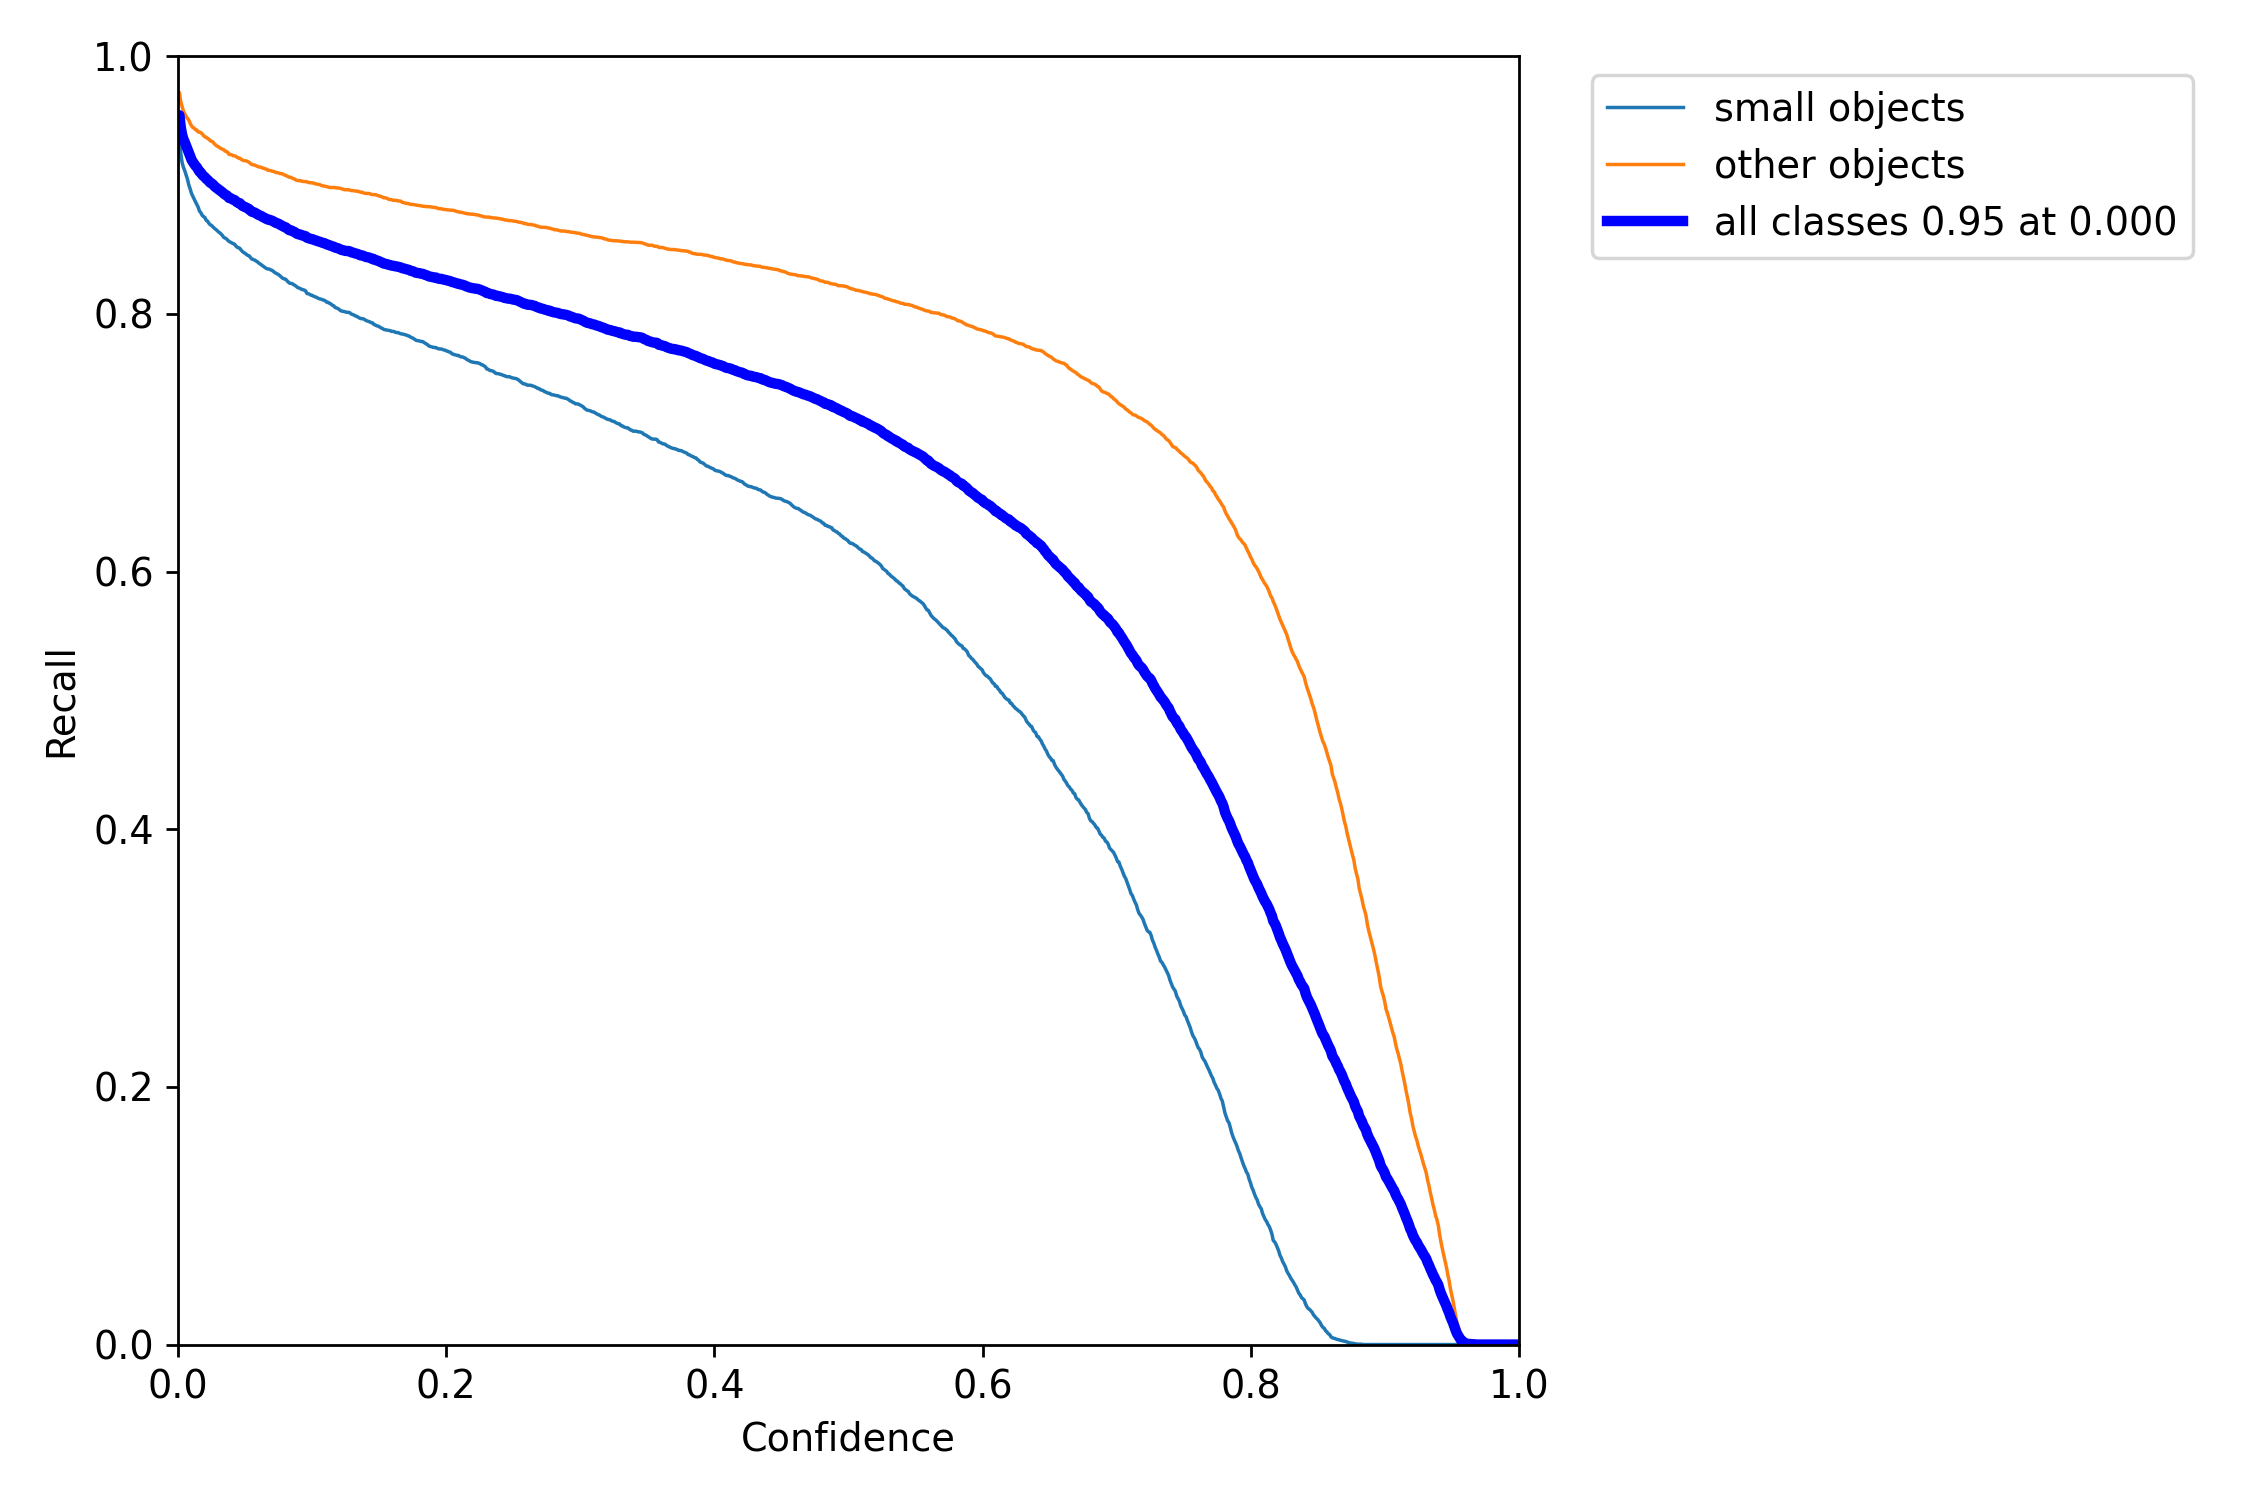 1.0
0.8
0.6
0.4
0.2
0.0
Recall
0.0 0.2 0.4 0.6 0.8 1.0
Confidence
small objects
other objects
all classes 0.95 at 0.000